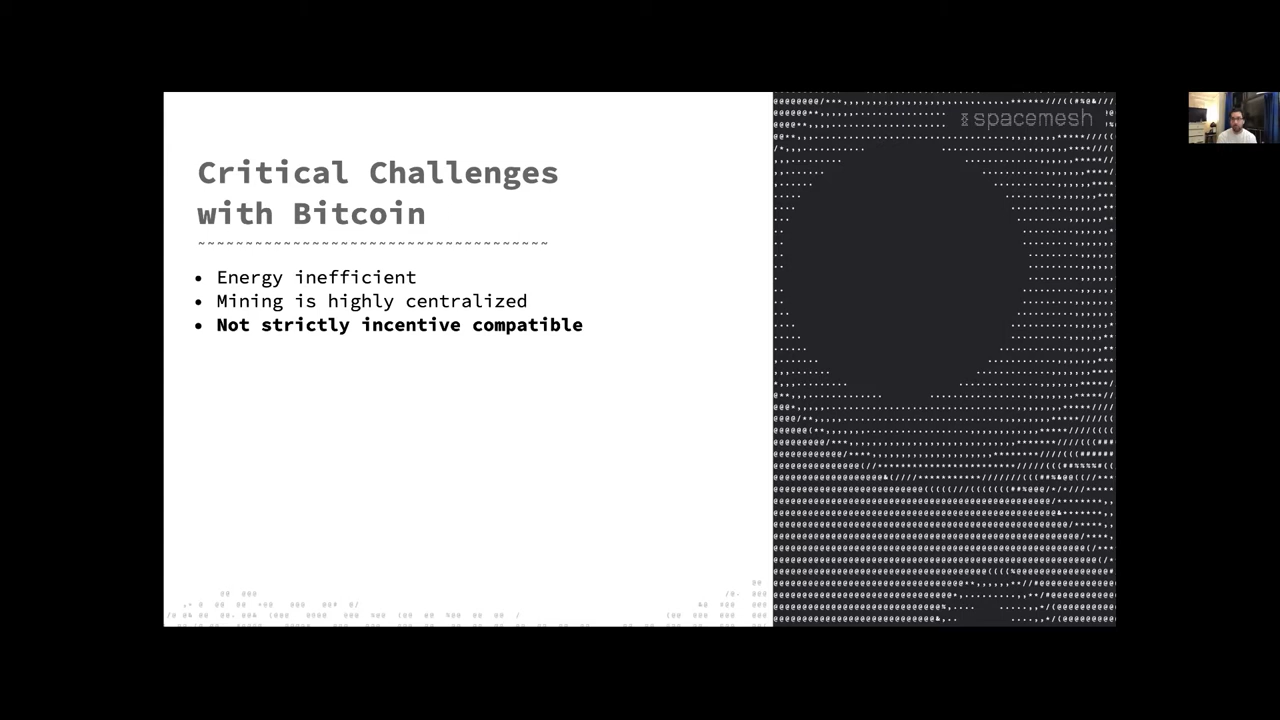 spacemesh
Critical Challenges
with Bitcoin
~~~~~~~~~~~~~~~~~~~~~~~~~~~~~~~~~~~~~
• Energy inefficient
• Mining is highly centralized
• Not strictly incentive compatible